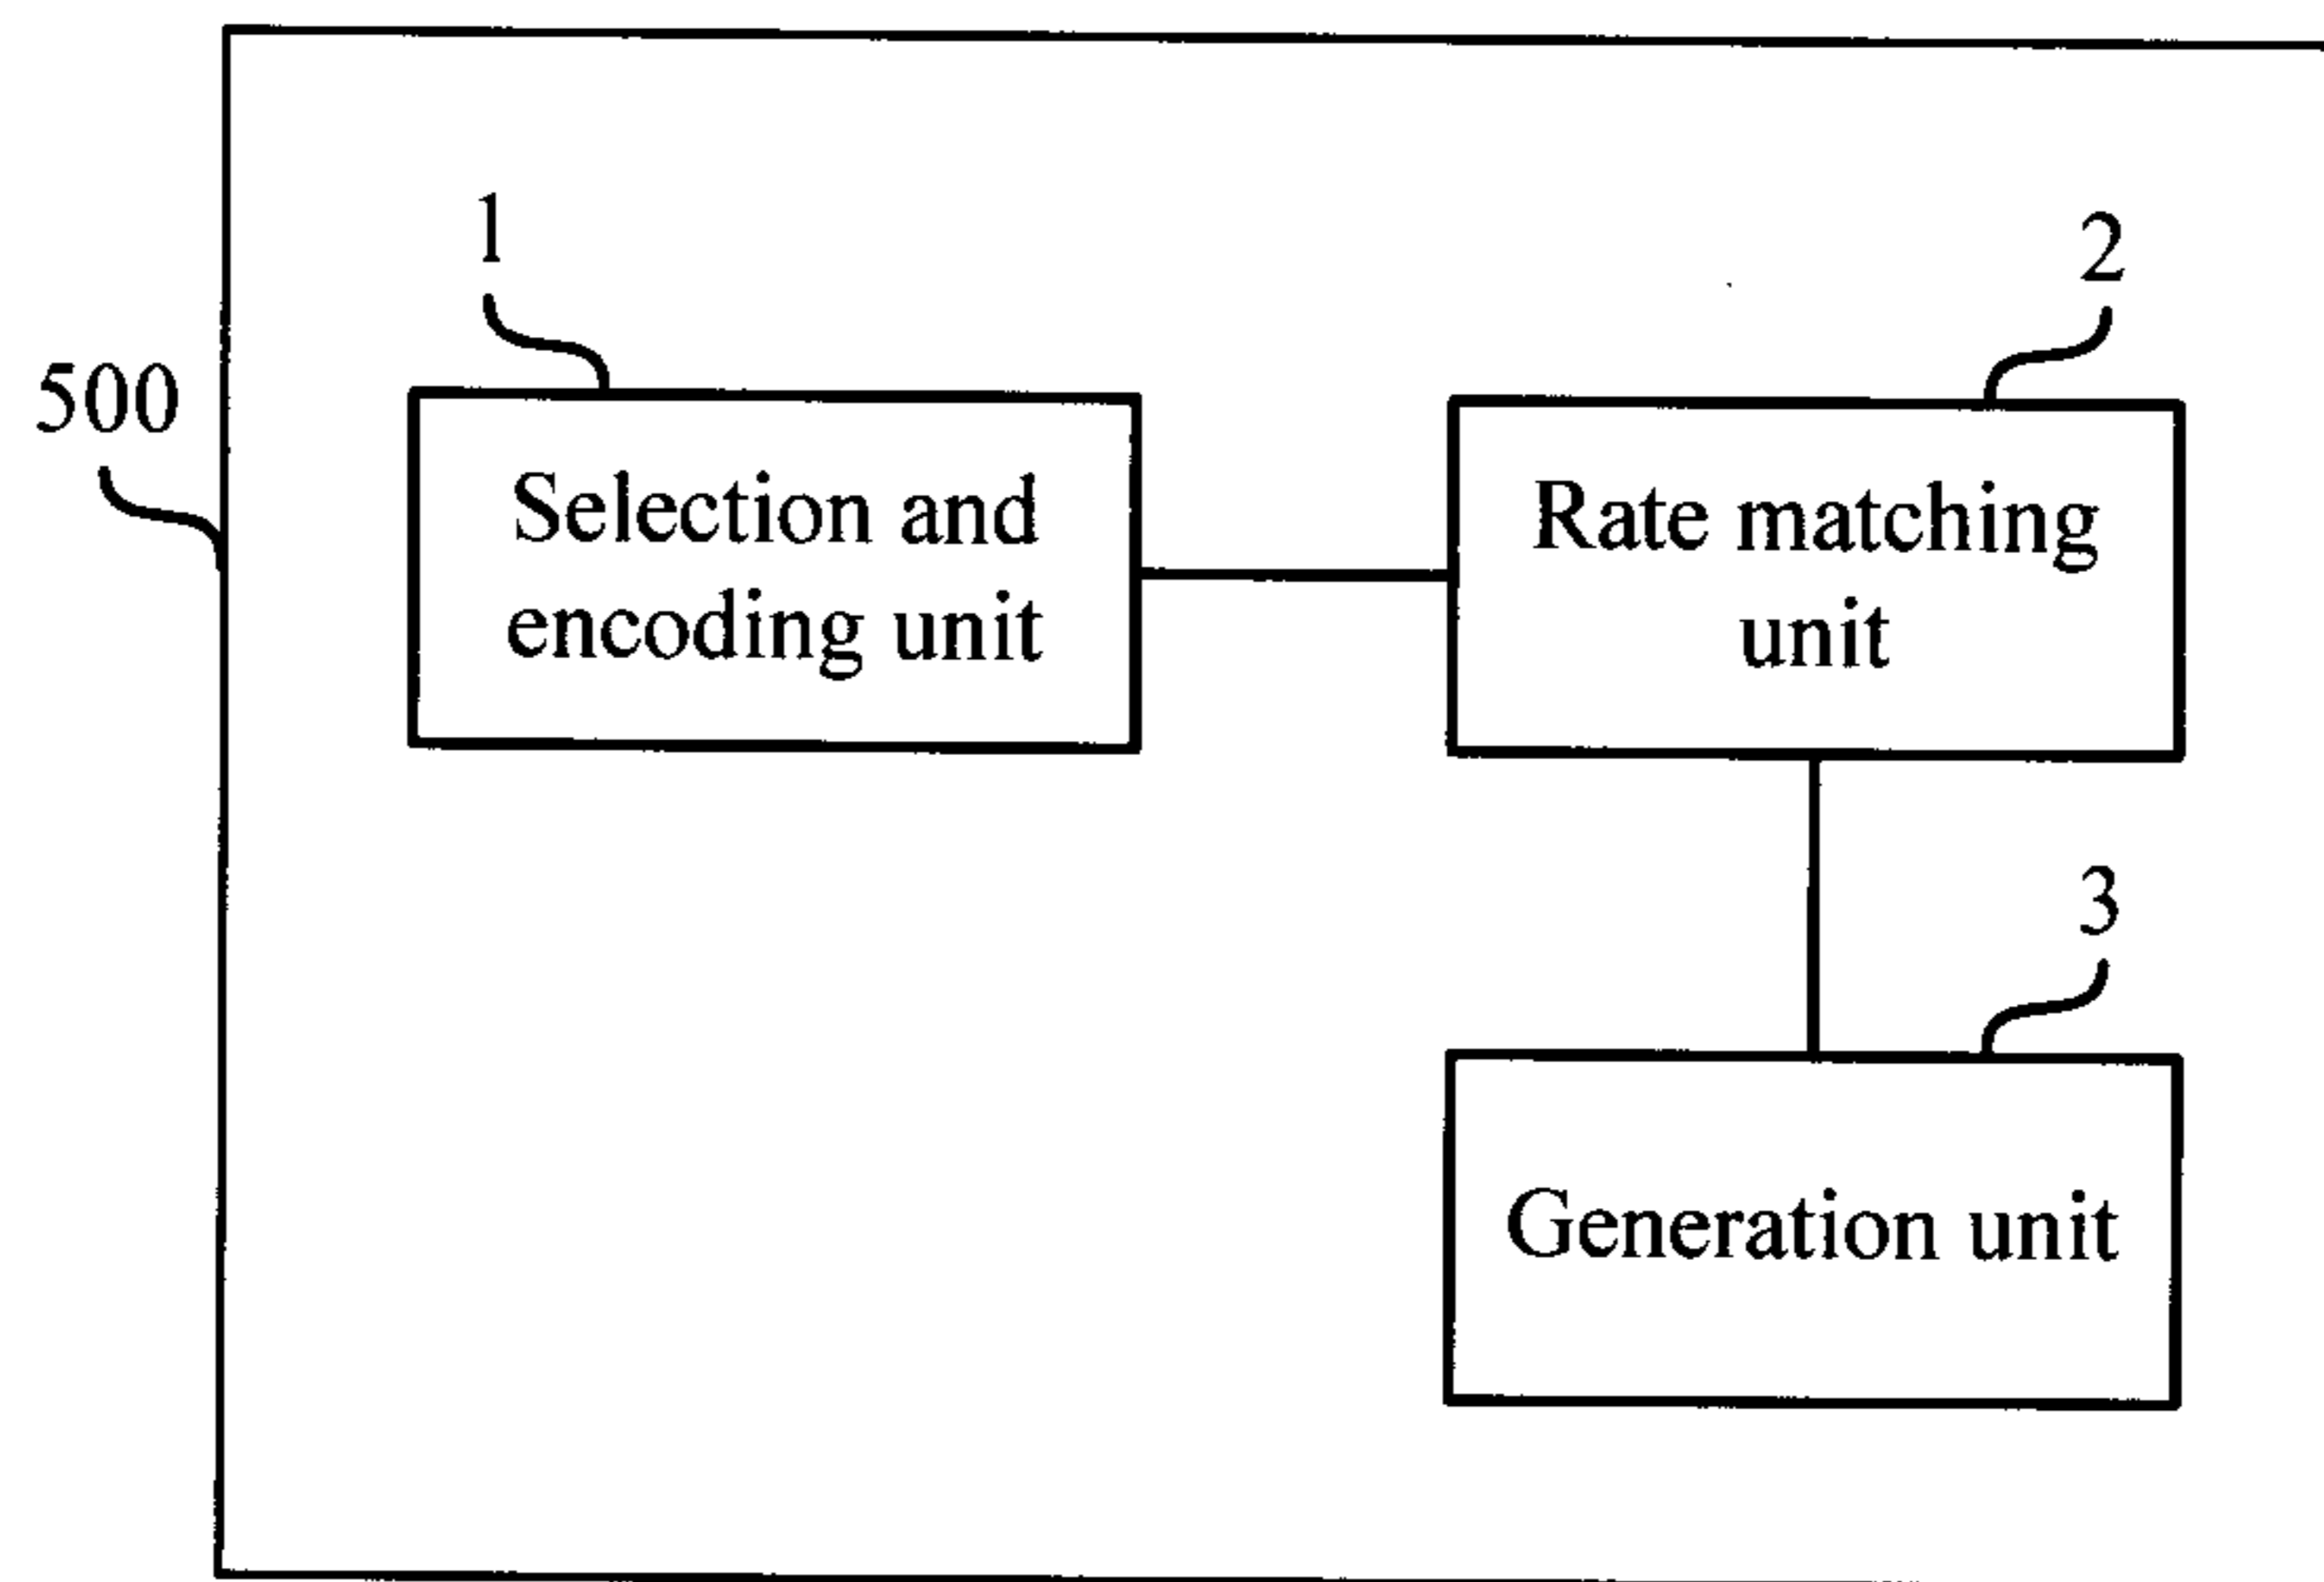 1
2
500
Selection and
encoding unit
Rate matching
unit
3
Generation unit